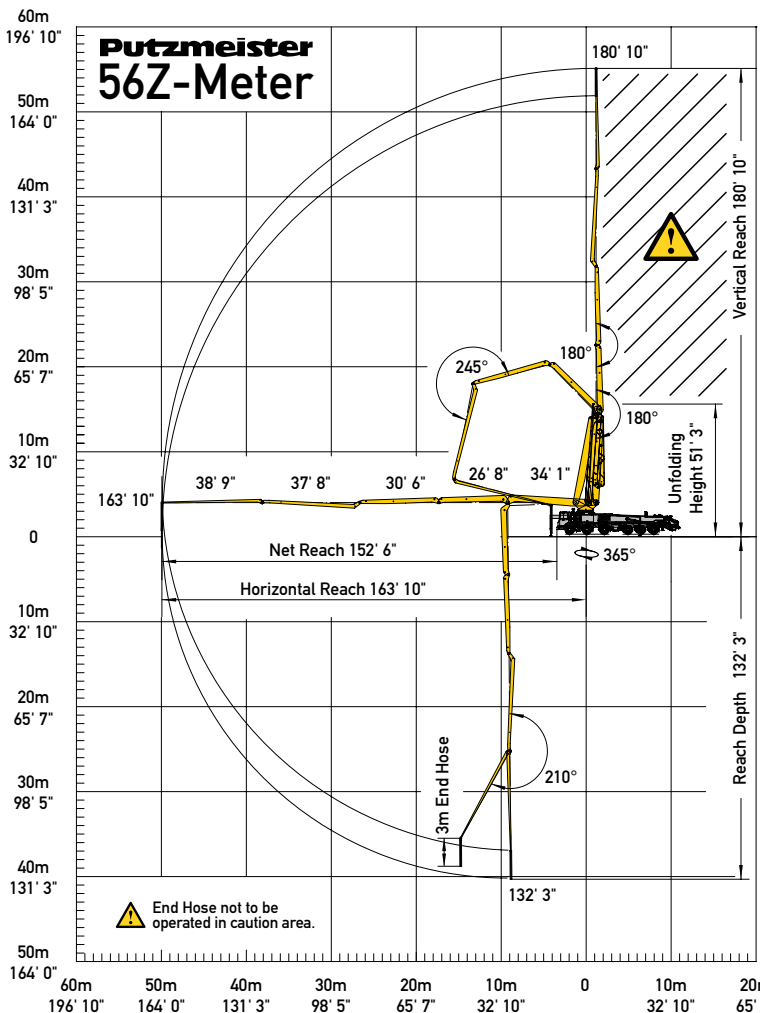 60m
196' 10"
Putzmeister
56Z-Meter
180' 10"
50m
164' 0"
40m
131' 3"
30m
98' 5"
Vertical Reach 180' 10"
20m
65' 7"
245°
180°
180°
10m
32' 10"
Unfolding
Height 51' 3"
163' 10"
38' 9"
37' 8"
30' 6"
26' 8"
34' 1"
0
Net Reach 152' 6"
365°
Horizontal Reach 163' 10"
10m
32' 10"
20m
65' 7"
Reach Depth 132' 3"
3m End Hose
210°
30m
98' 5"
40m
131' 3"
132' 3"
!
!
End Hose not to be
operated in caution area.
50m
164' 0"
60m 50m 40m 30m 20m 10m 0 10m 20m
196' 10" 164' 0" 131' 3" 98' 5" 65' 7" 32' 10" 32' 10" 65'